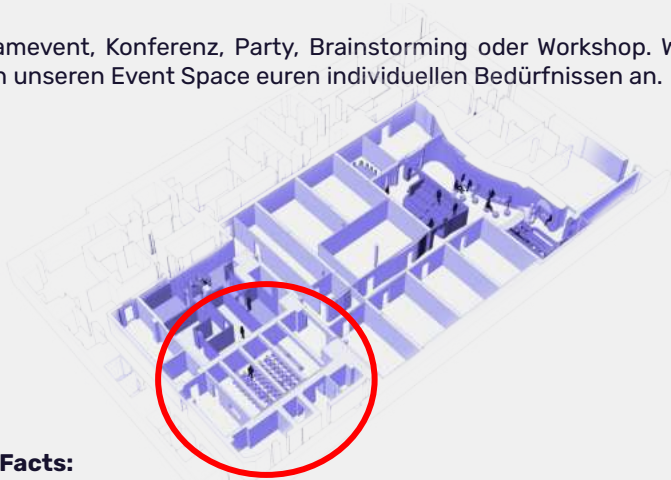 amevent, Konferenz, Party, Brainstorming oder Workshop. W
unseren Event Space euren individuellen Bedürfnissen an.
Facts: